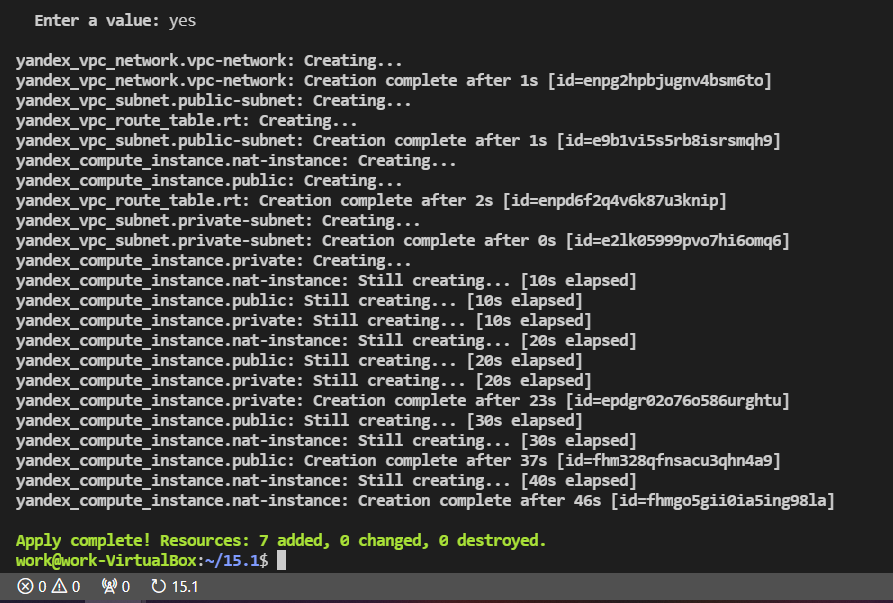 Enter a value: yes
yandex_vpc_network.vpc-network: Creating...
yandex_vpc_network.vpc-network: Creation complete after 1s [id=enpg2hpbjugnv4bsm6to]
yandex_vpc_subnet.public-subnet: Creating...
yandex_vpc_route_table.rt: Creating...
yandex_vpc_subnet.public-subnet: Creation complete after 1s [id=e9b1vi5s5rb8isrsmqh9]
yandex_compute_instance.nat-instance: Creating...
yandex_compute_instance.public: Creating...
yandex_vpc_route_table.rt: Creation complete after 2s [id=enpd6f2q4v6k87u3knip]
yandex_vpc_subnet.private-subnet: Creating...
yandex_vpc_subnet.private-subnet: Creation complete after 0s [id=e2lk05999pvo7hi6omq6]
yandex_compute_instance.private: Creating...
yandex_compute_instance.nat-instance: Still creating... [10s elapsed]
yandex_compute_instance.public: Still creating... [10s elapsed]
yandex_compute_instance.private: Still creating... [10s elapsed]
yandex_compute_instance.nat-instance: Still creating... [20s elapsed]
yandex_compute_instance.public: Still creating... [20s elapsed]
yandex_compute_instance.private: Still creating... [20s elapsed]
yandex_compute_instance.private: Creation complete after 23s [id=epdgr02o76o586urghtu]
yandex_compute_instance.public: Still creating... [30s elapsed]
yandex_compute_instance.nat-instance: Still creating... [30s elapsed]
yandex_compute_instance.public: Creation complete after 37s [id=fhm328qfnsacu3qhn4a9]
yandex_compute_instance.nat-instance: Still creating... [40s elapsed]
yandex_compute_instance.nat-instance: Creation complete after 46s [id=fhmgo5gii0ia5ing98la]
Apply complete! Resources: 7 added, 0 changed, 0 destroyed.
work@work-VirtualBox:~/15.1$
0 0 0 15.1